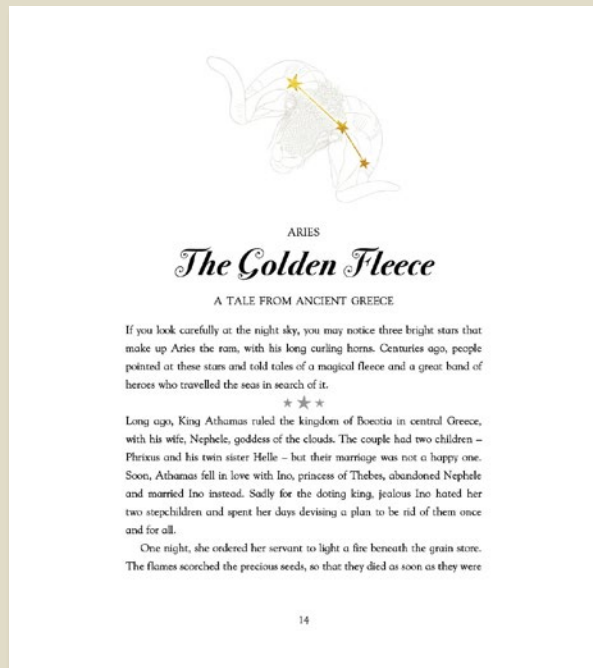 ARIES
The Golden Fleece
A TALE FROM ANCIENT GREECE
If you look carefully at the night sky, you may notice three bright stars that
make up Aries the ram, with his long curling horns. Centuries ago, people
pointed at these stars and told tales of a magical fleece and a great band of
heroes who travelled the seas in search of it.
Long ago, King Athamas ruled the kingdom of Boeotia in central Greece,
with his wife, Nephele, goddess of the clouds. The couple had two children –
Phrixus and his twin sister Helle – but their marriage was not a happy one.
Soon, Athamas fell in love with Ino, princess of Thebes, abandoned Nephele
and married Ino instead. Sadly for the doting king, jealous Ino hated her
two stepchildren and spent her days devising a plan to be rid of them once
and for all.
One night, she ordered her servant to light a fire beneath the grain store.
The flames scorched the precious seeds, so that they died as soon as they were
14